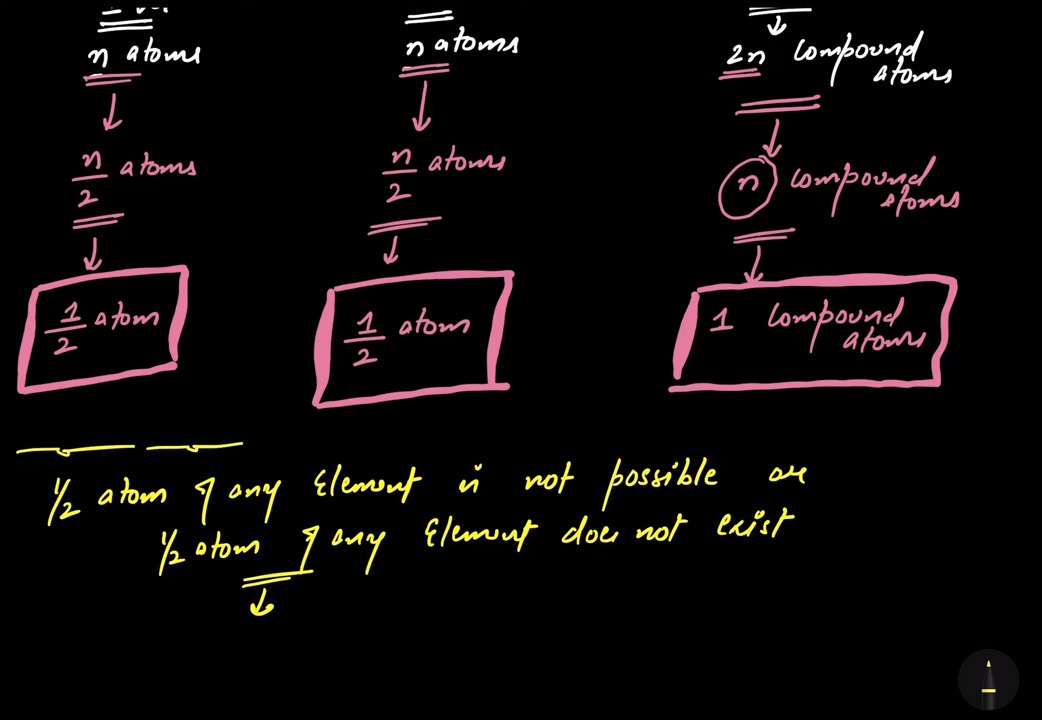 n atoms
n atoms
2n compound
atoms
n/2 atoms
n/2 atoms
n compound
atoms
1/2 atom
1/2 atom
1 compound
atoms
1/2 atom of any Element is not possible are
1/2 atom of any Element does not exist